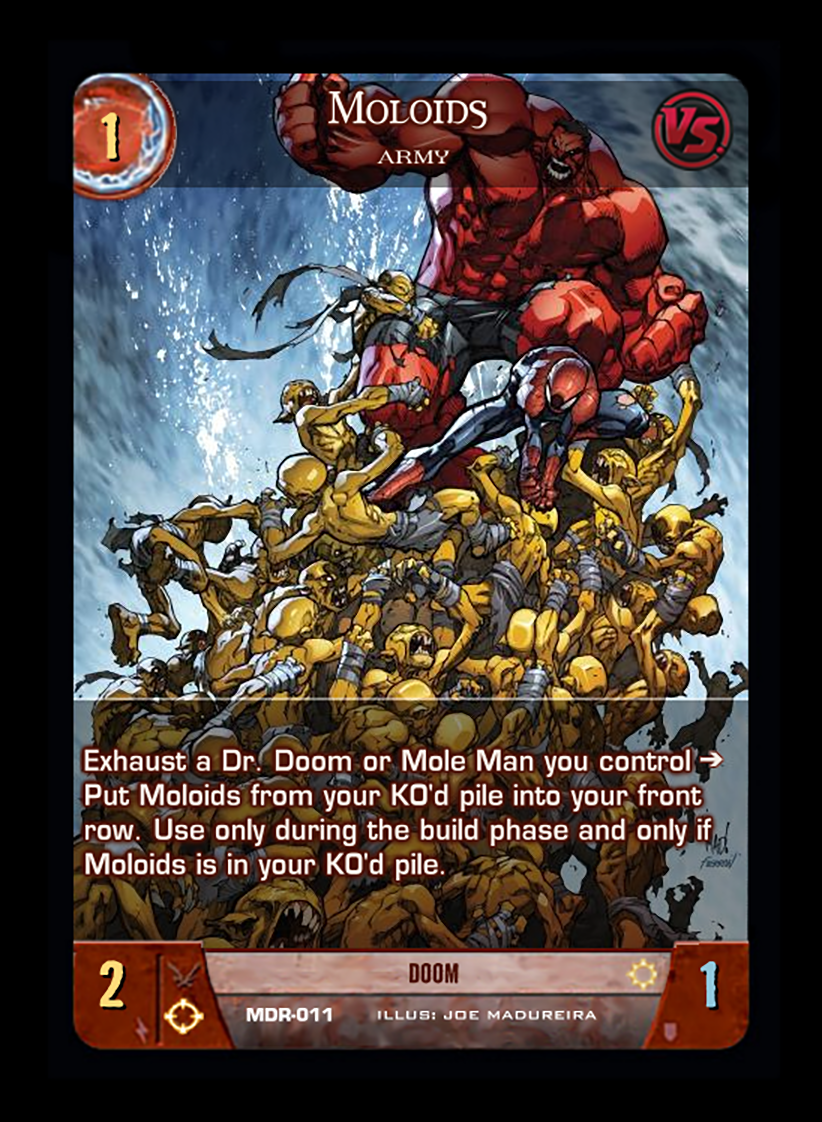 1
MOLOIDS
VS.
ARMY
Exhaust a Dr. Doom or Mole Man you control ➔
Put Moloids from your KO'd pile into your front
row. Use only during the build phase and only if
Moloids is in your KO'd pile.
2
DOOM
1
MDR-011 ILLUS: JOE MADUREIRA